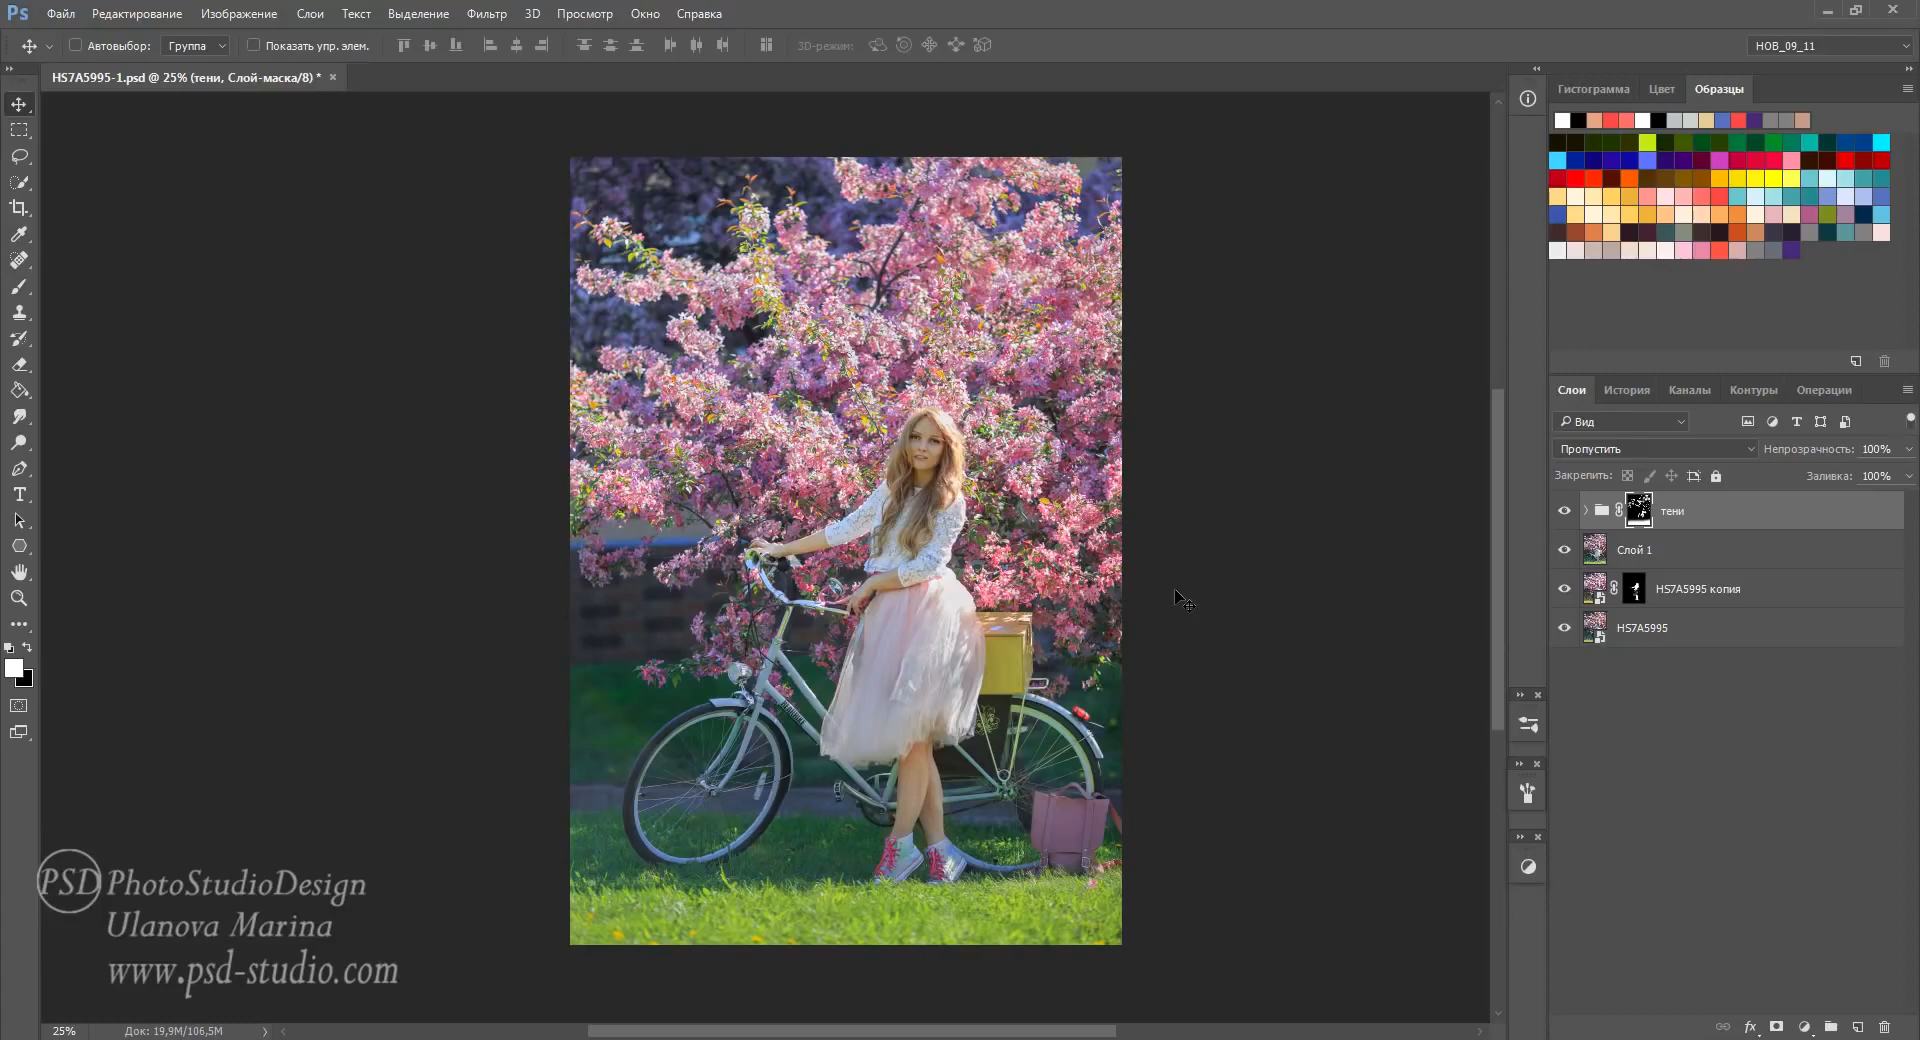 Ps Файл Редактирование Изображение Слои Текст Выделение Фильтр 3D Просмотр Окно Справка
Автовыбор: Группа Показать упр. элем. 3D-режим: НОВ_09_11
HS7A5995-1.psd @ 25% (тени, Слой-маска/8) * ×
Гистограмма Цвет Образцы
Слои История Каналы Контуры Операции
Вид
Пропустить Непрозрачность: 100%
Закрепить: Заливка: 100%
тени
Слой 1
HS7A5995 копия
HS7A5995
PSD PhotoStudioDesign
Ulanova Marina
www.psd-studio.com
25% Док: 19,9M/106,5M
fx